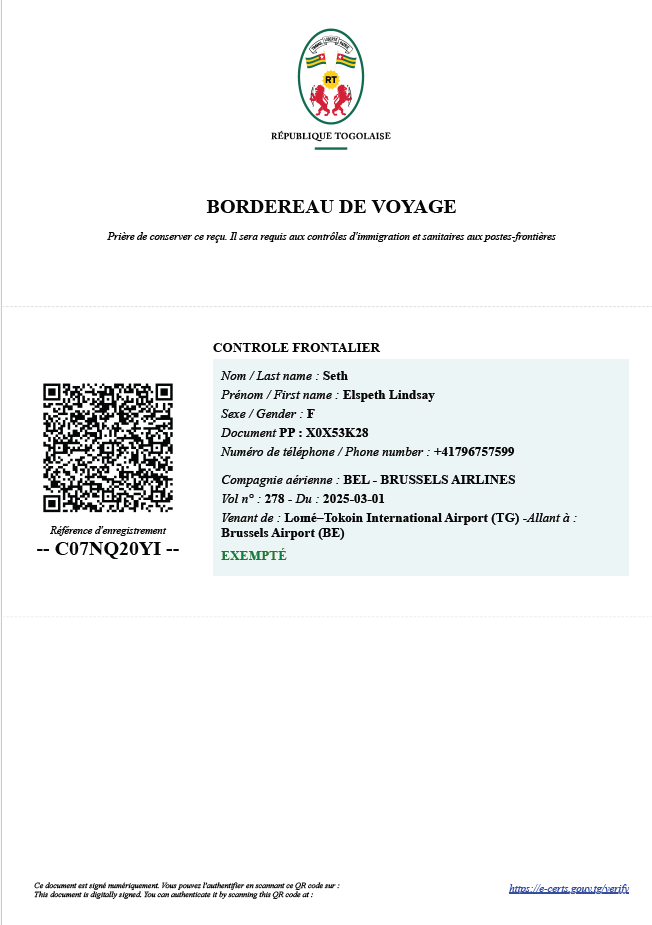 TRAVAIL LIBERTÉ PATRIE
RT
RÉPUBLIQUE TOGOLAISE
BORDEREAU DE VOYAGE
Prière de conserver ce reçu. Il sera requis aux contrôles d'immigration et sanitaires aux postes-frontières
CONTROLE FRONTALIER
Nom / Last name : Seth
Prénom / First name : Elspeth Lindsay
Sexe / Gender : F
Document PP : X0X53K28
Numéro de téléphone / Phone number : +41796757599
Compagnie aérienne : BEL - BRUSSELS AIRLINES
Vol n° : 278 - Du : 2025-03-01
Venant de : Lomé–Tokoin International Airport (TG) -Allant à :
Brussels Airport (BE)
EXEMPTÉ
Référence d'enregistrement
-- C07NQ20YI --
Ce document est signé numériquement. Vous pouvez l'authentifier en scannant ce QR code sur :
This document is digitally signed. You can authenticate it by scanning this QR code at :
https://e-certs.gouv.tg/verify